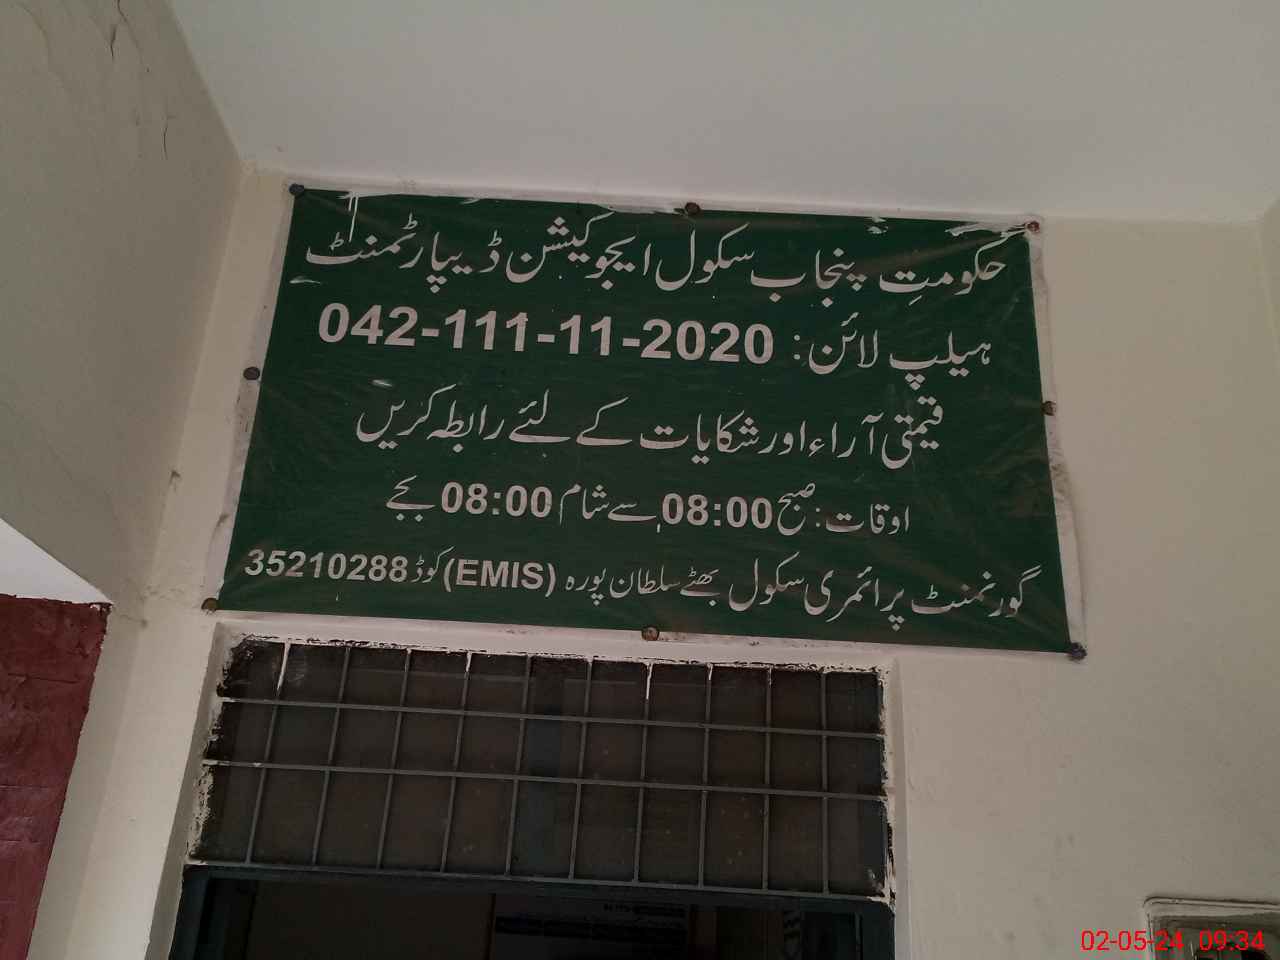 حکومتِ پنجاب سکول ایجوکیشن ڈیپارٹمنٹ
ہیلپ لائن: 042-111-11-2020
قیمتی آراء اور شکایات کے لئے رابطہ کریں
اوقات: صبح 08:00 سے شام 08:00 بجے
گورنمنٹ پرائمری سکول بھٹے سلطان پورہ (EMIS) کوڈ 35210288
02-05-24 09:34